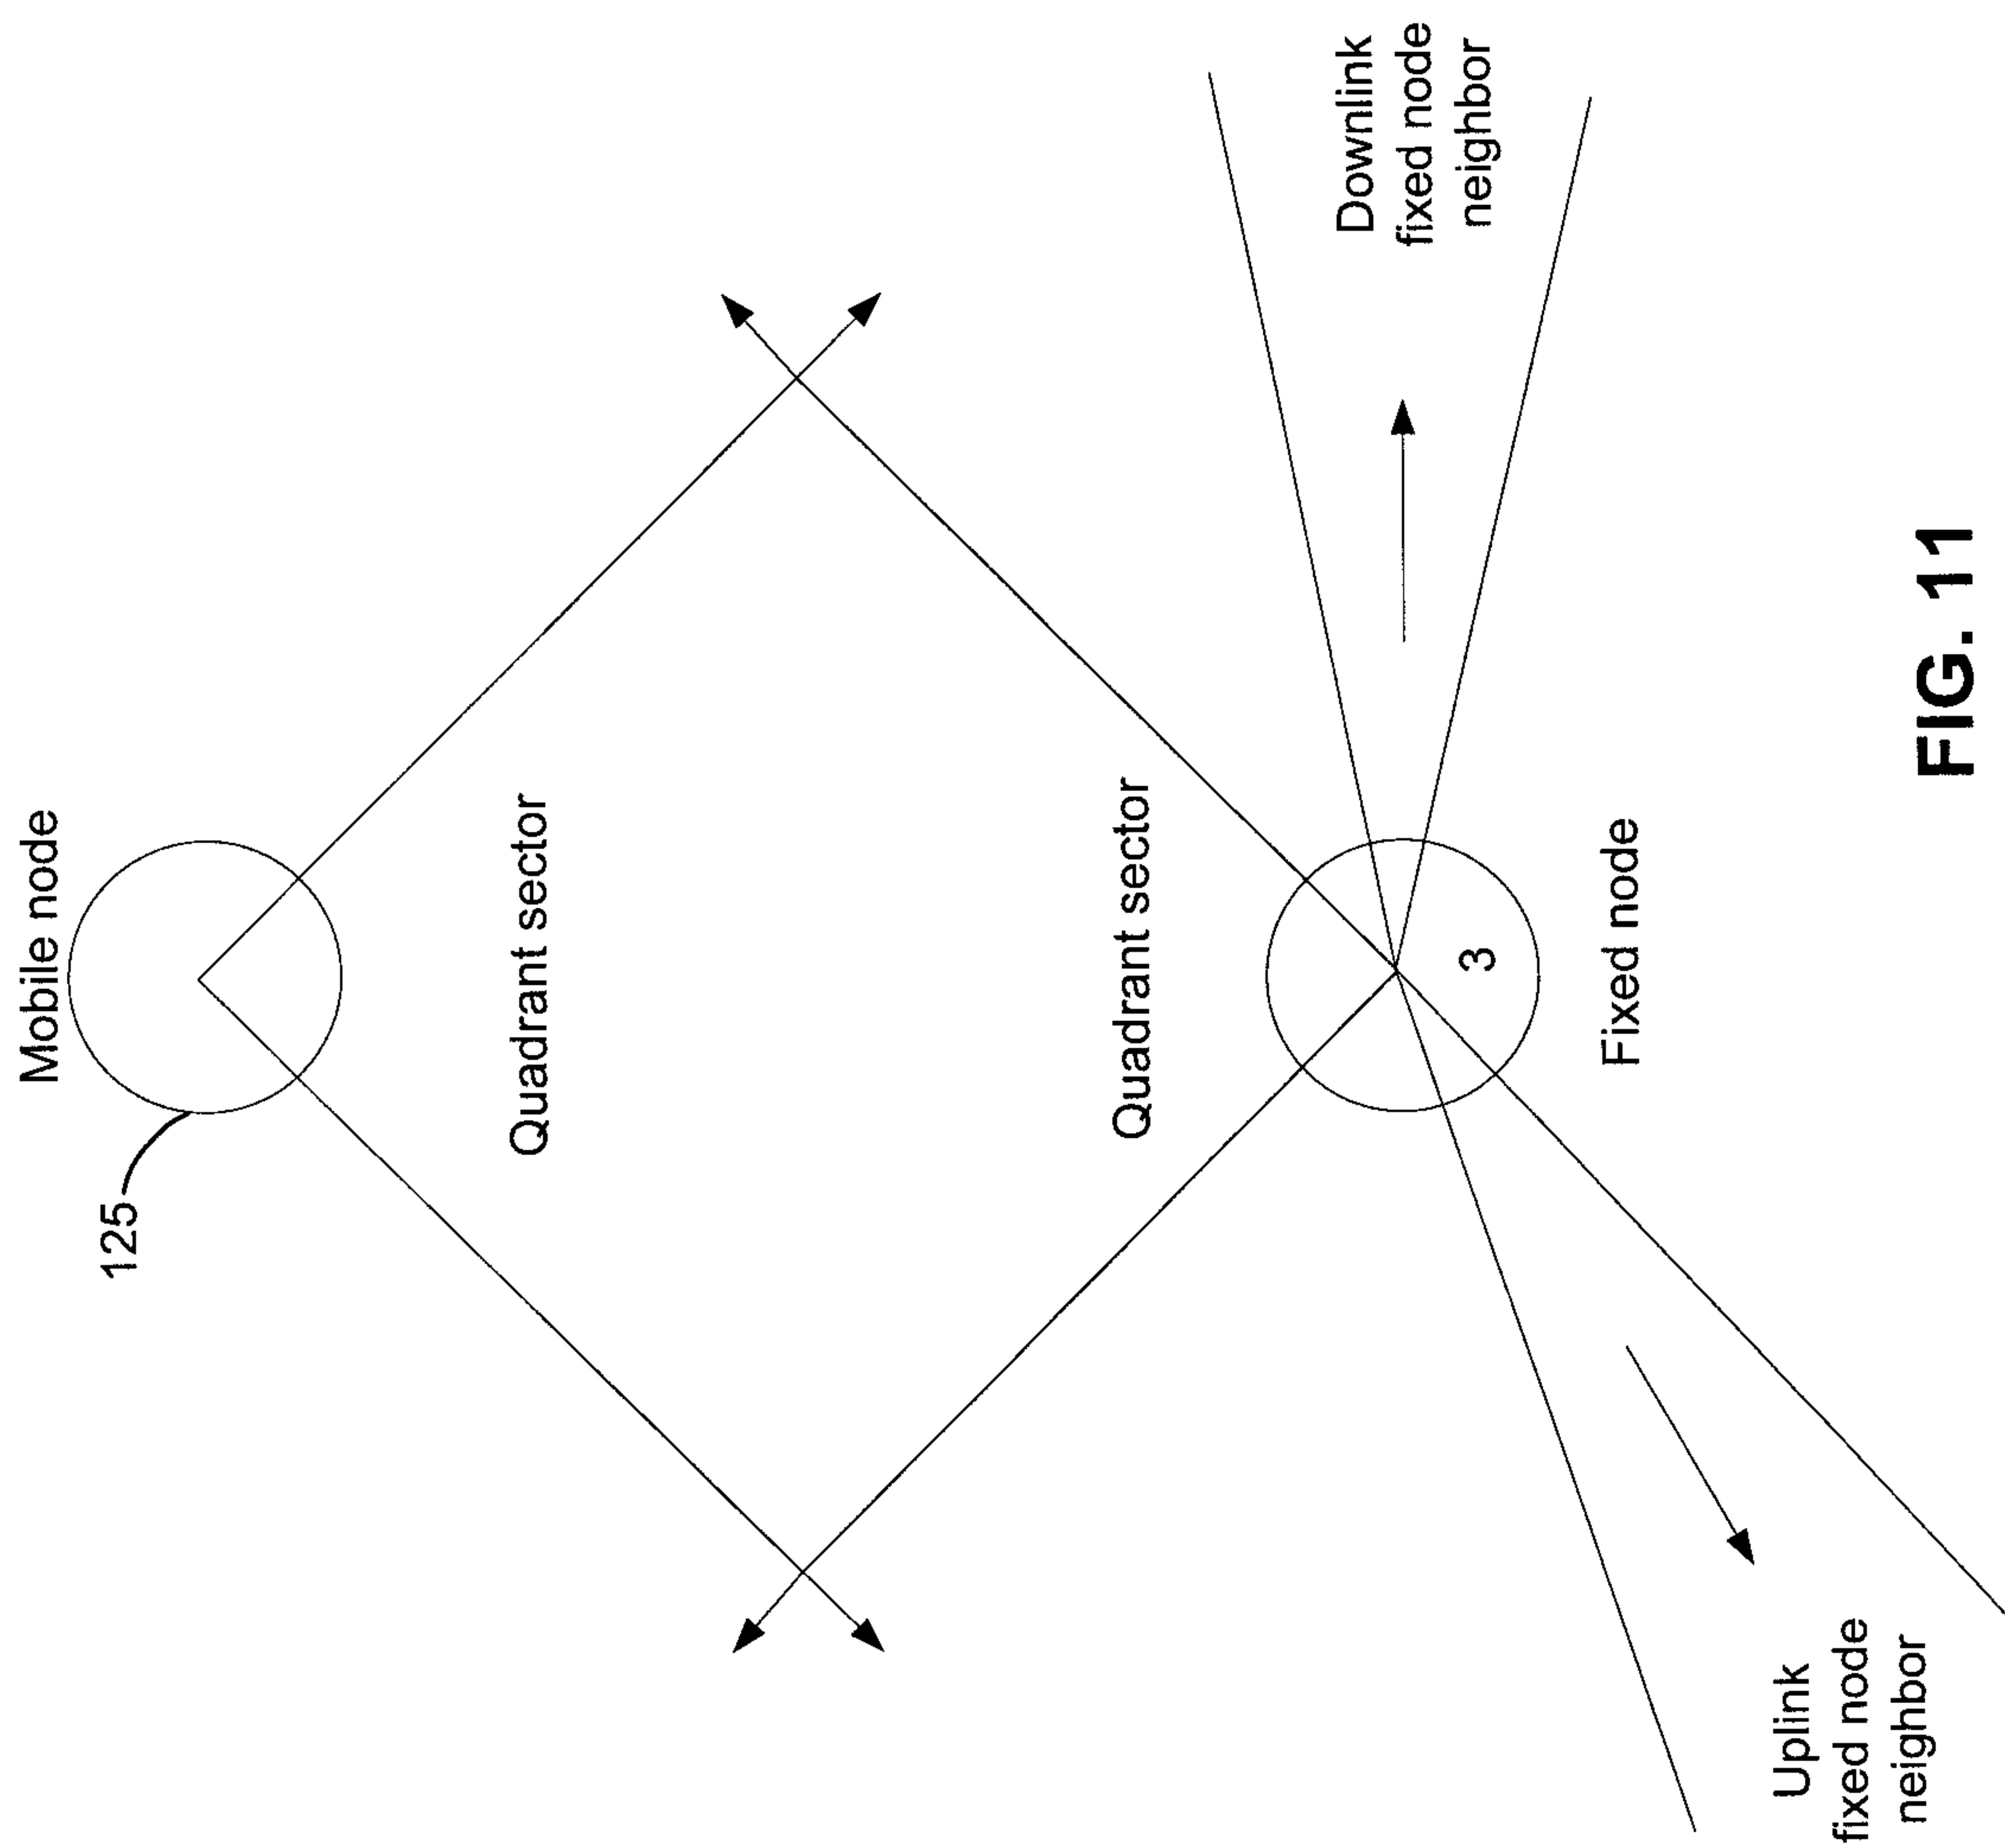 Mobile node
125
Quadrant sector
Quadrant sector
3
Fixed node
Downlink
fixed node
neighbor
Uplink
fixed node
neighbor
FIG. 11